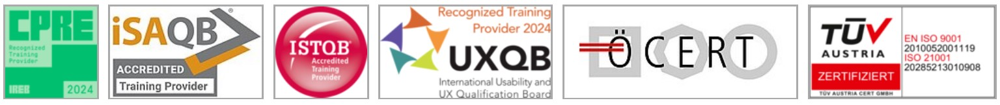 CPRE
Recognized
Training
Provider
IREB
2024
iSAQB®
ACCREDITED
Training Provider
ISTQB®
Accredited
Training
Provider
Recognized Training
Provider 2024
UXQB
International Usability and
UX Qualification Board
ÖCERT
TÜV
AUSTRIA
ZERTIFIZIERT
TÜV AUSTRIA CERT GMBH
EN ISO 9001
2010052001119
ISO 21001
20285213010908